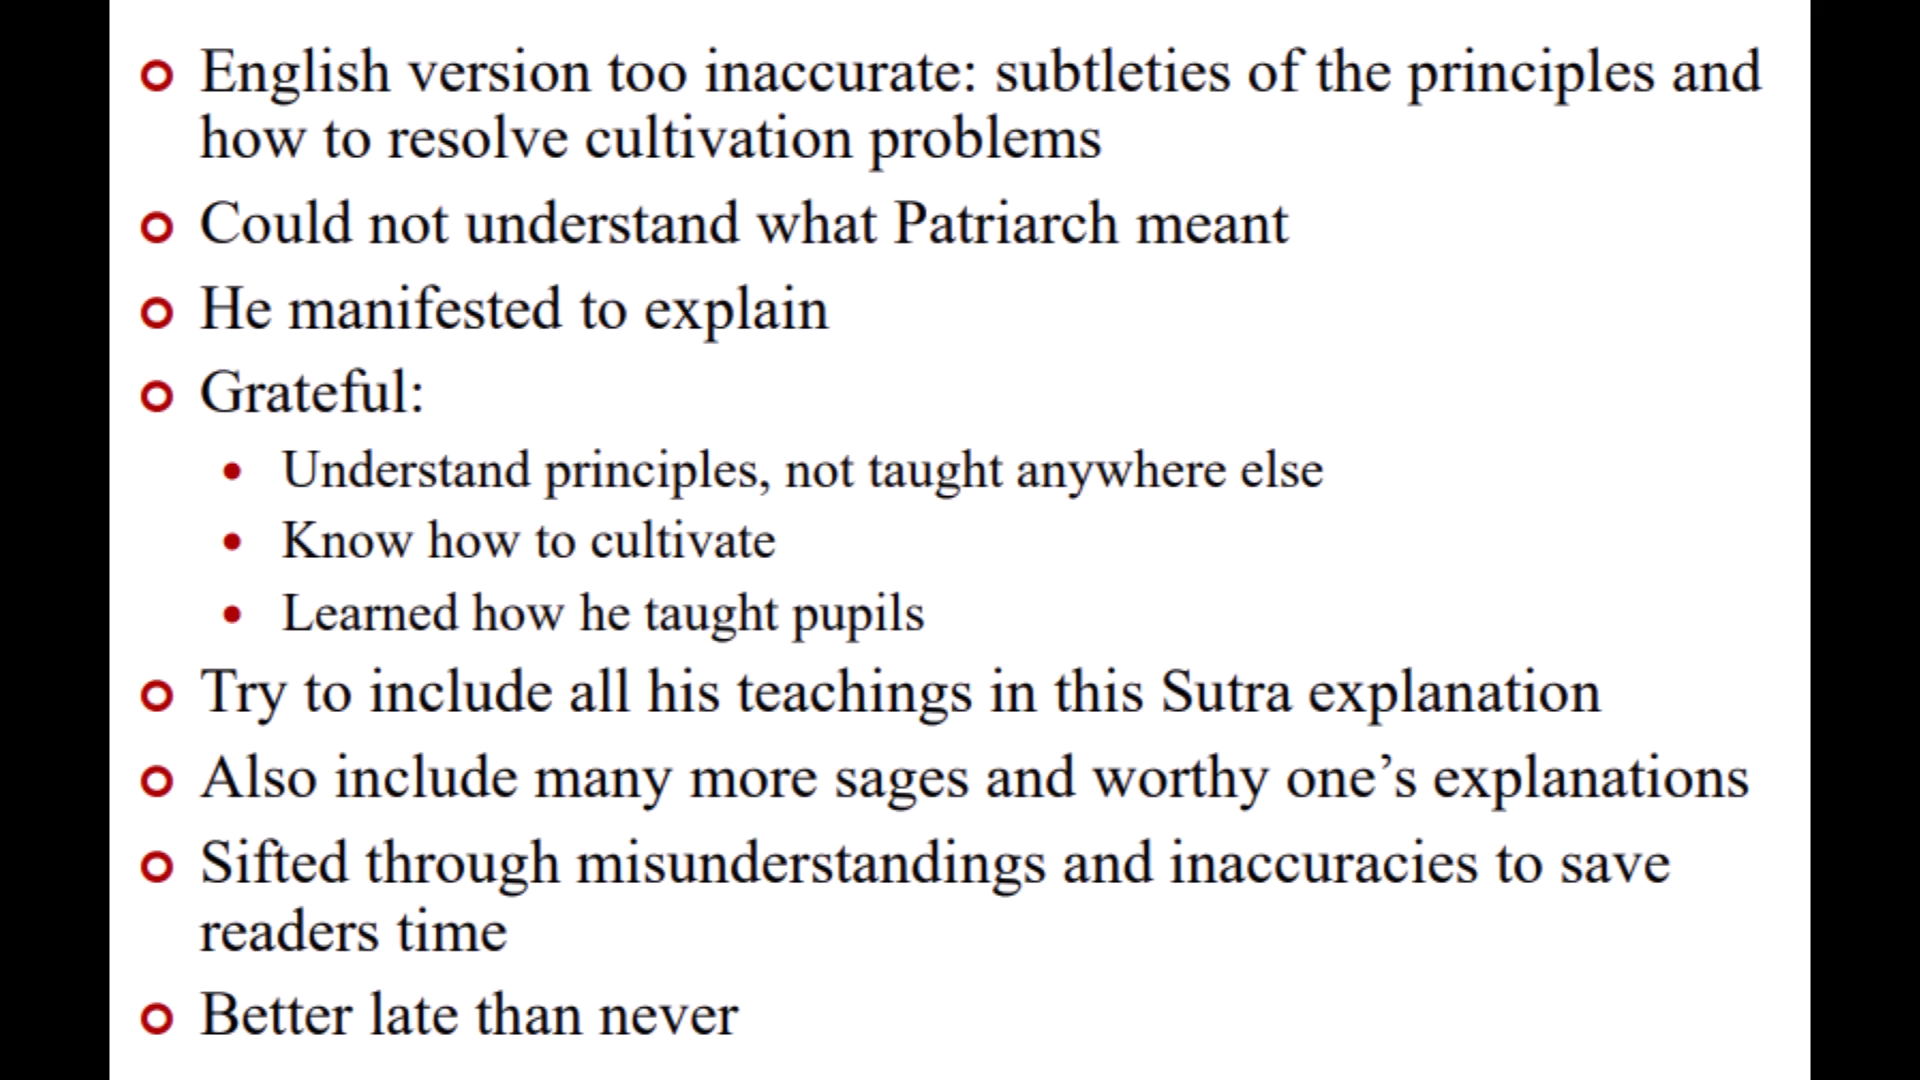 English version too inaccurate: subtleties of the principles and
how to resolve cultivation problems
Could not understand what Patriarch meant
He manifested to explain
Grateful:
Understand principles, not taught anywhere else
Know how to cultivate
Learned how he taught pupils
Try to include all his teachings in this Sutra explanation
Also include many more sages and worthy one’s explanations
Sifted through misunderstandings and inaccuracies to save
readers time
Better late than never